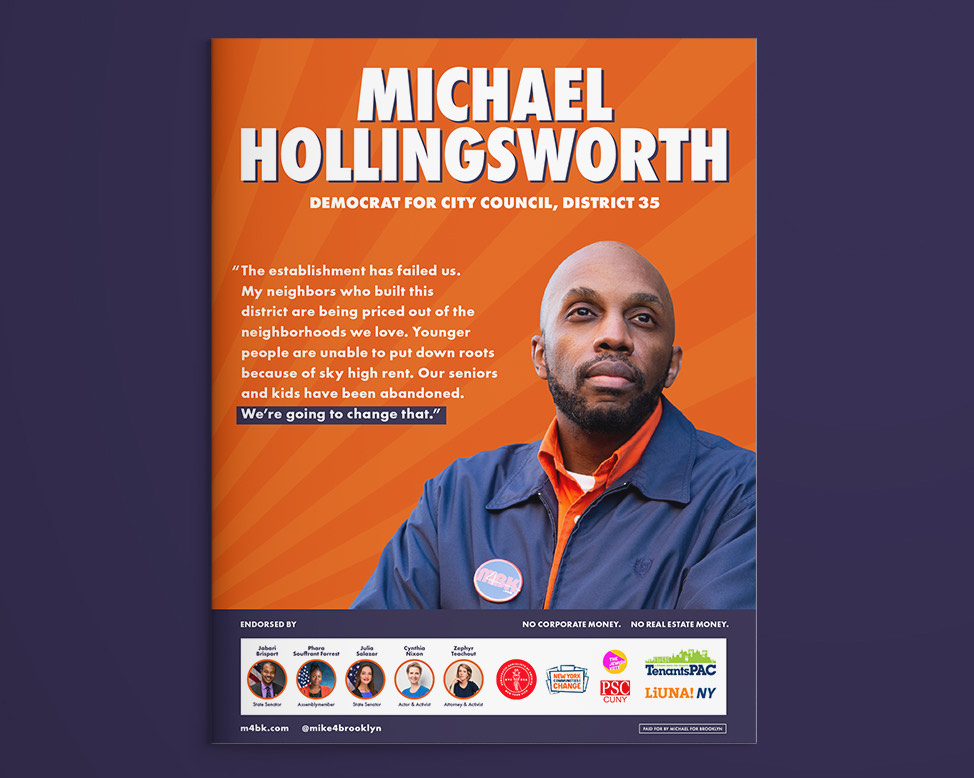 MICHAEL
HOLLINGSWORTH
DEMOCRAT FOR CITY COUNCIL, DISTRICT 35
“The establishment has failed us.
My neighbors who built this
district are being priced out of the
neighborhoods we love. Younger
people are unable to put down roots
because of sky high rent. Our seniors
and kids have been abandoned.
We’re going to change that.”
M4BK
ENDORSED BY
NO CORPORATE MONEY. NO REAL ESTATE MONEY.
Jabari
Brisport
State Senator
Phara
Souffrant Forrest
Assemblymember
Julia
Salazar
State Senator
Cynthia
Nixon
Actor & Activist
Zephyr
Teachout
Attorney & Activist
NEW YORK
COMMUNITIES
CHANGE
THE JEWISH
VOTE
PSC
CUNY
TenantsPAC
LiUNA! NY
m4bk.com @mike4brooklyn
PAID FOR BY MICHAEL FOR BROOKLYN